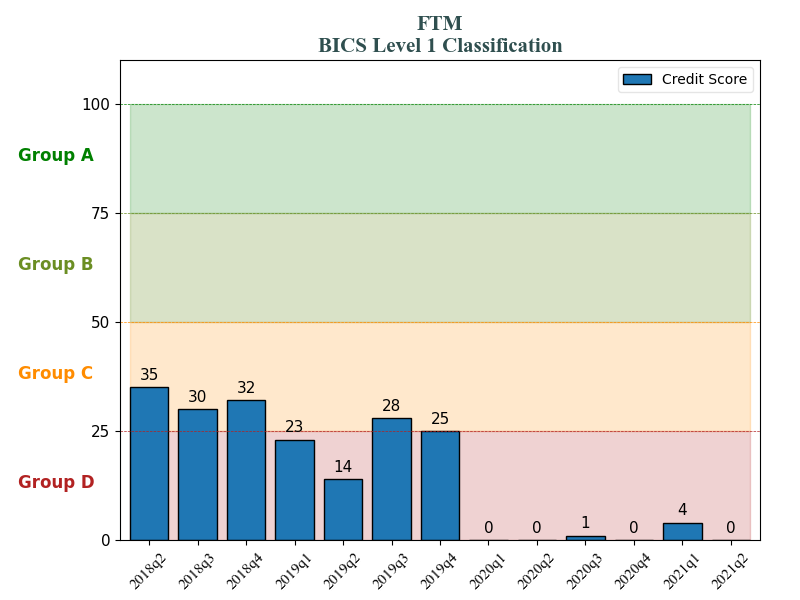 FTM
BICS Level 1 Classification
Credit Score
100
Group A
75
Group B
50
Group C
35
30
32
23
14
28
25
0
0
1
0
4
0
25
Group D
0
2018q2
2018q3
2018q4
2019q1
2019q2
2019q3
2019q4
2020q1
2020q2
2020q3
2020q4
2021q1
2021q2